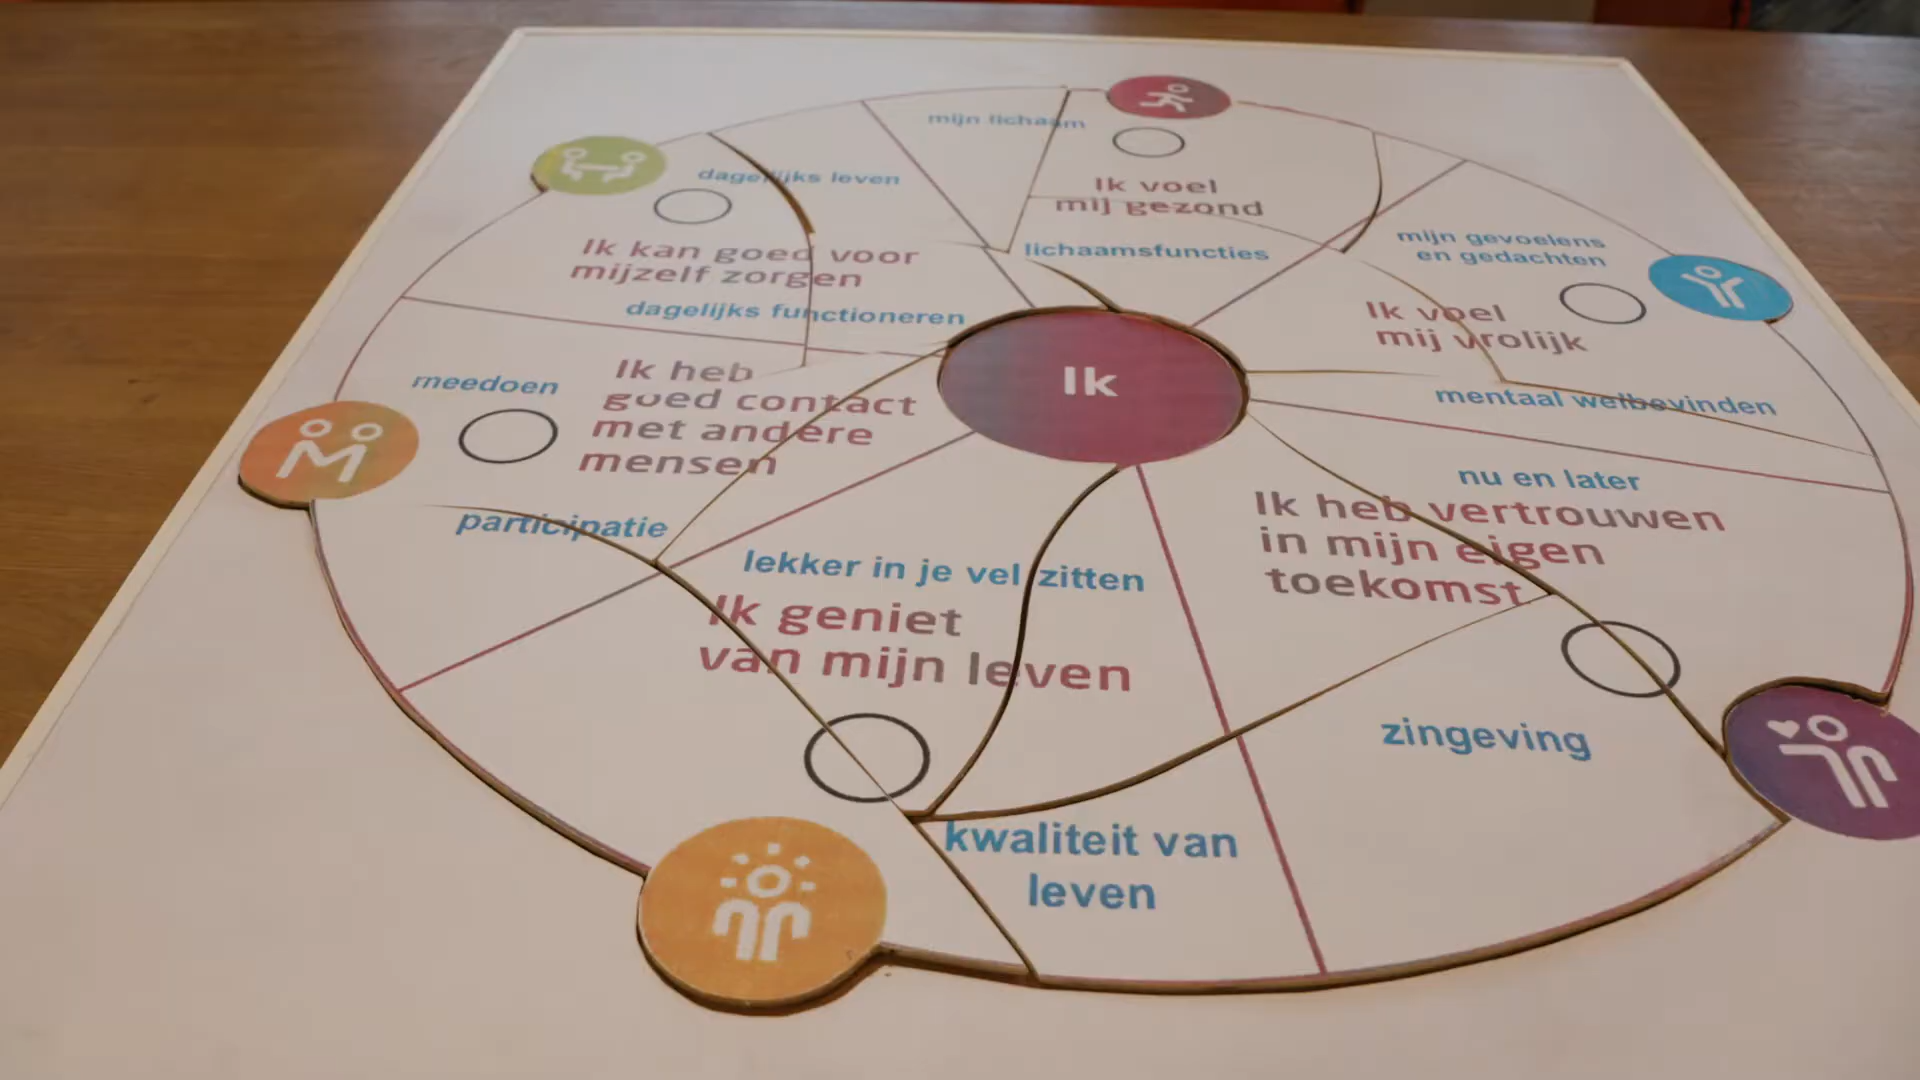 mijn lichaam
Ik voel
mij gezond
lichaamsfuncties
dagelijks leven
Ik kan goed voor
mijzelf zorgen
dagelijks functioneren
mijn gevoelens
en gedachten
Ik voel
mij vrolijk
mentaal welbevinden
Ik
meedoen
Ik heb
goed contact
met andere
mensen
participatie
nu en later
Ik heb vertrouwen
in mijn eigen
toekomst
zingeving
lekker in je vel zitten
Ik geniet
van mijn leven
kwaliteit van
leven